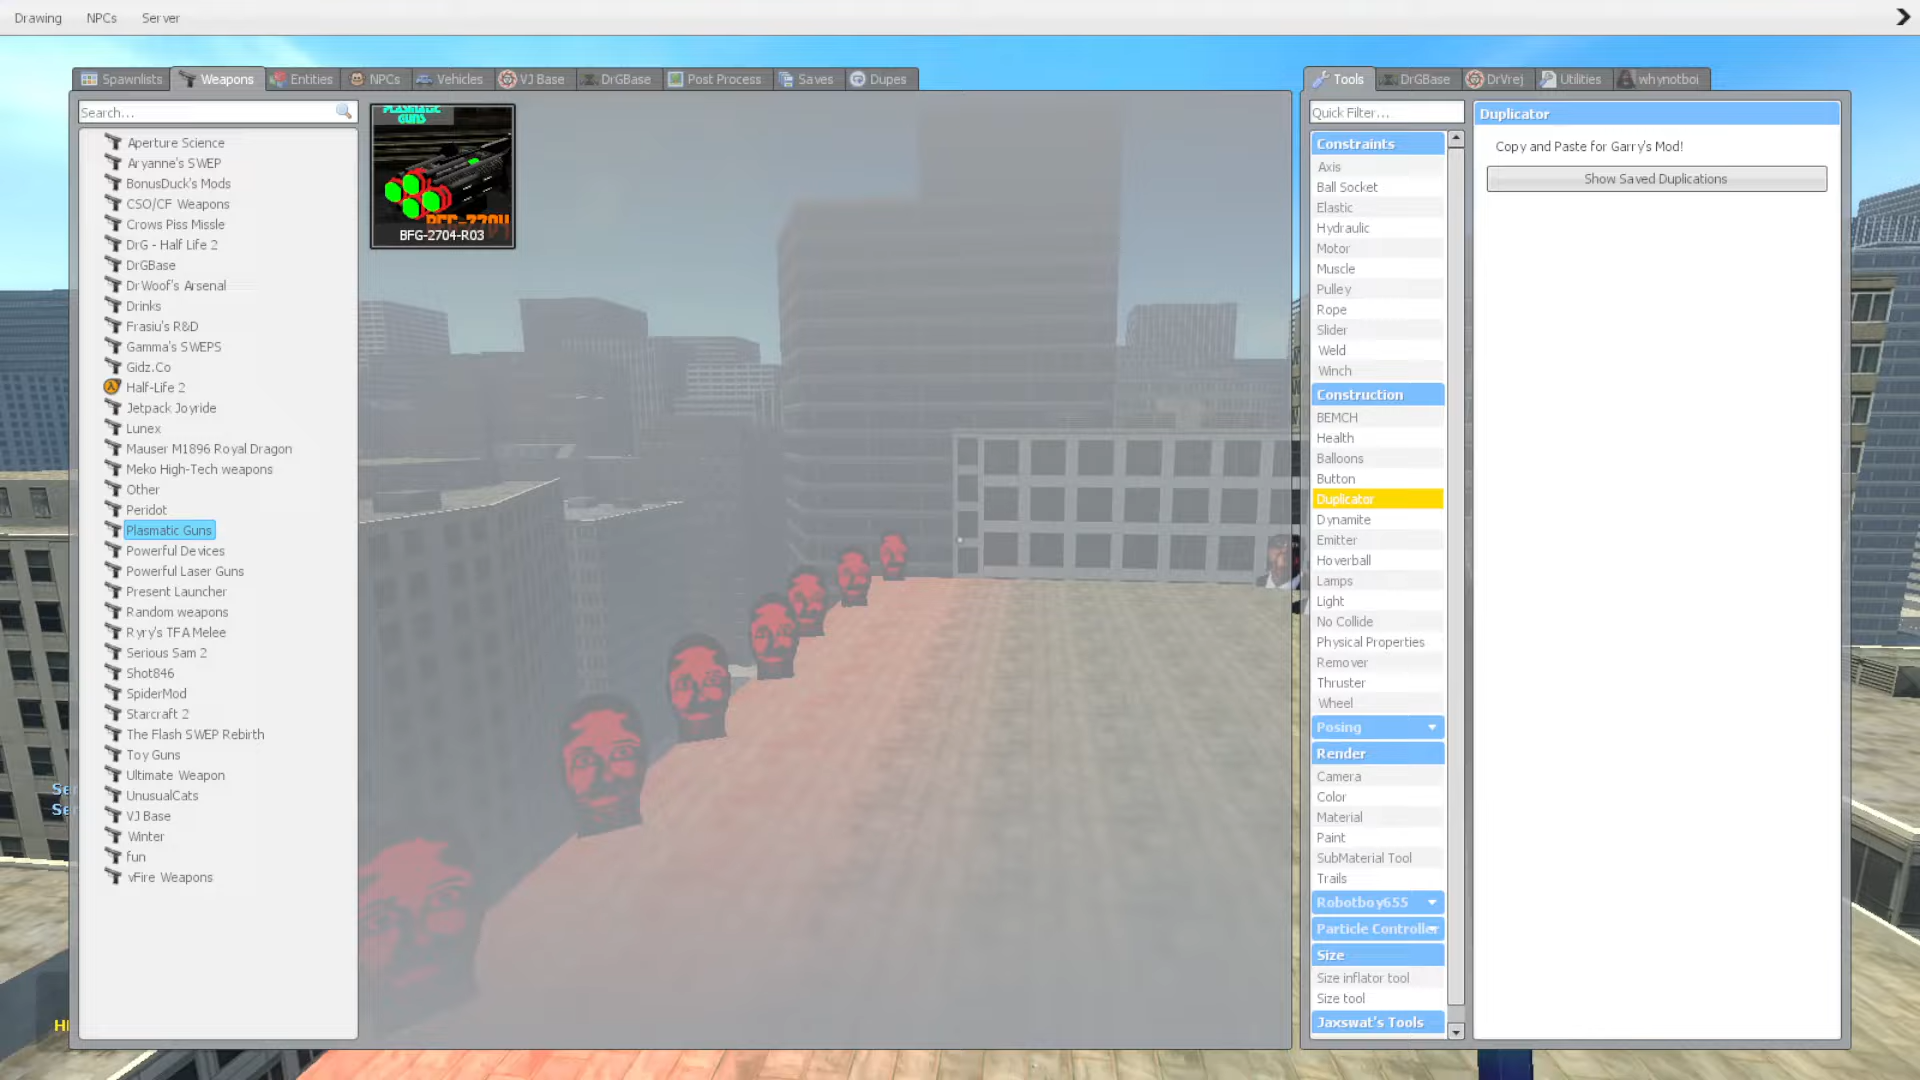 Drawing NPCs Server
Spawnlists Weapons Entities NPCs Vehicles VJ Base DrGBase Post Process Saves Dupes
Search...
Aperture Science
Aryanne's SWEP
BonusDuck's Mods
CSO/CF Weapons
Crows Piss Missle
DrG - Half Life 2
DrGBase
DrWoof's Arsenal
Drinks
Frasiu's R&D
Gamma's SWEPS
Gidz.Co
Half-Life 2
Jetpack Joyride
Lunex
Mauser M1896 Royal Dragon
Meko High-Tech weapons
Other
Peridot
Plasmatic Guns
Powerful Devices
Powerful Laser Guns
Present Launcher
Random weapons
Ryry's TFA Melee
Serious Sam 2
Shot846
SpiderMod
Starcraft 2
The Flash SWEP Rebirth
Toy Guns
Ultimate Weapon
UnusualCats
VJ Base
Winter
fun
vFire Weapons
PLASMATIC
GUNS
BFG-2704
BFG-2704-R03
Tools DrGBase DrVrej Utilities whynotboi
Quick Filter...
Constraints
Axis
Ball Socket
Elastic
Hydraulic
Motor
Muscle
Pulley
Rope
Slider
Weld
Winch
Construction
BEMCH
Health
Balloons
Button
Duplicator
Dynamite
Emitter
Hoverball
Lamps
Light
No Collide
Physical Properties
Remover
Thruster
Wheel
Posing
Render
Camera
Color
Material
Paint
SubMaterial Tool
Trails
Robotboy655
Particle Controller
Size
Size inflator tool
Size tool
Jaxswat's Tools
Duplicator
Copy and Paste for Garry's Mod!
Show Saved Duplications